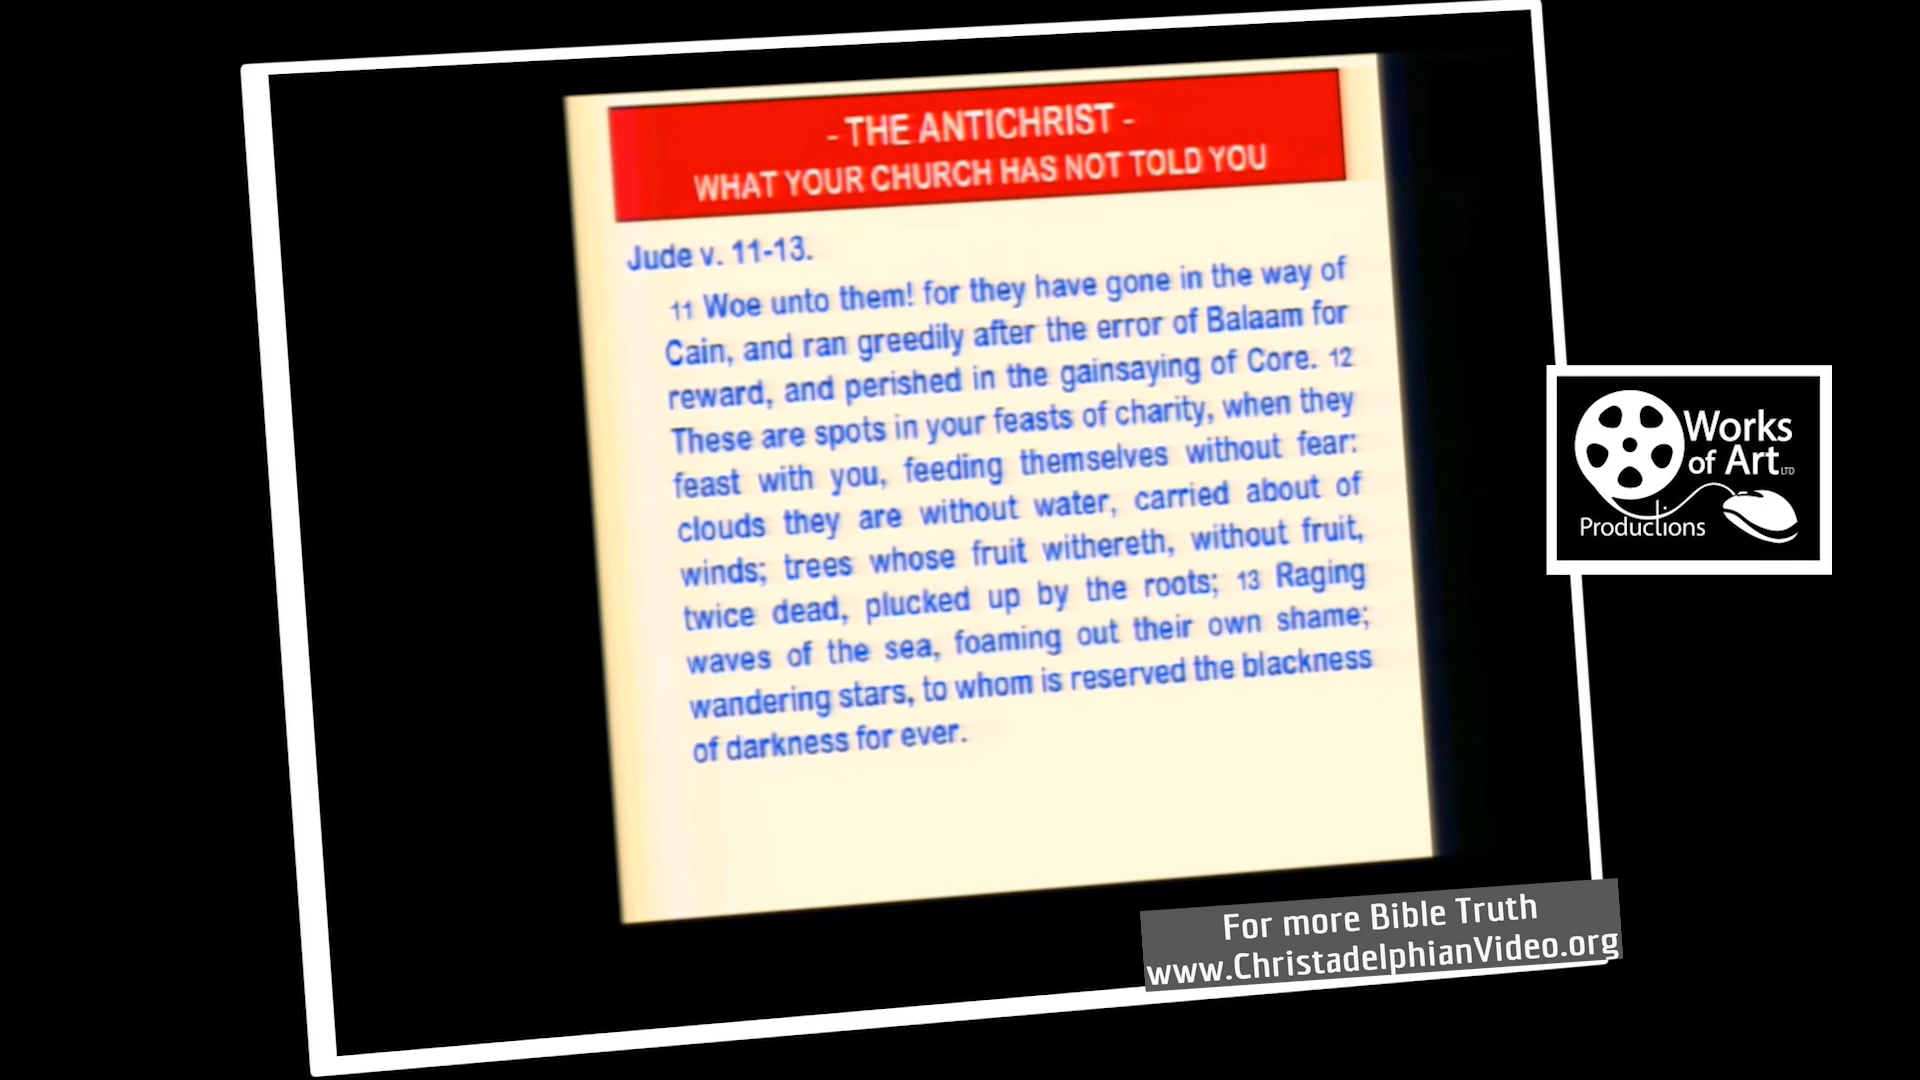 - THE ANTICHRIST -
WHAT YOUR CHURCH HAS NOT TOLD YOU
Jude v. 11-13.
11 Woe unto them! for they have gone in the way of
Cain, and ran greedily after the error of Balaam for
reward, and perished in the gainsaying of Core. 12
These are spots in your feasts of charity, when they
feast with you, feeding themselves without fear:
clouds they are without water, carried about of
winds; trees whose fruit withereth, without fruit,
twice dead, plucked up by the roots; 13 Raging
waves of the sea, foaming out their own shame;
wandering stars, to whom is reserved the blackness
of darkness for ever.
Works
of Art LTD
Productions
For more Bible Truth
www.ChristadelphianVideo.org